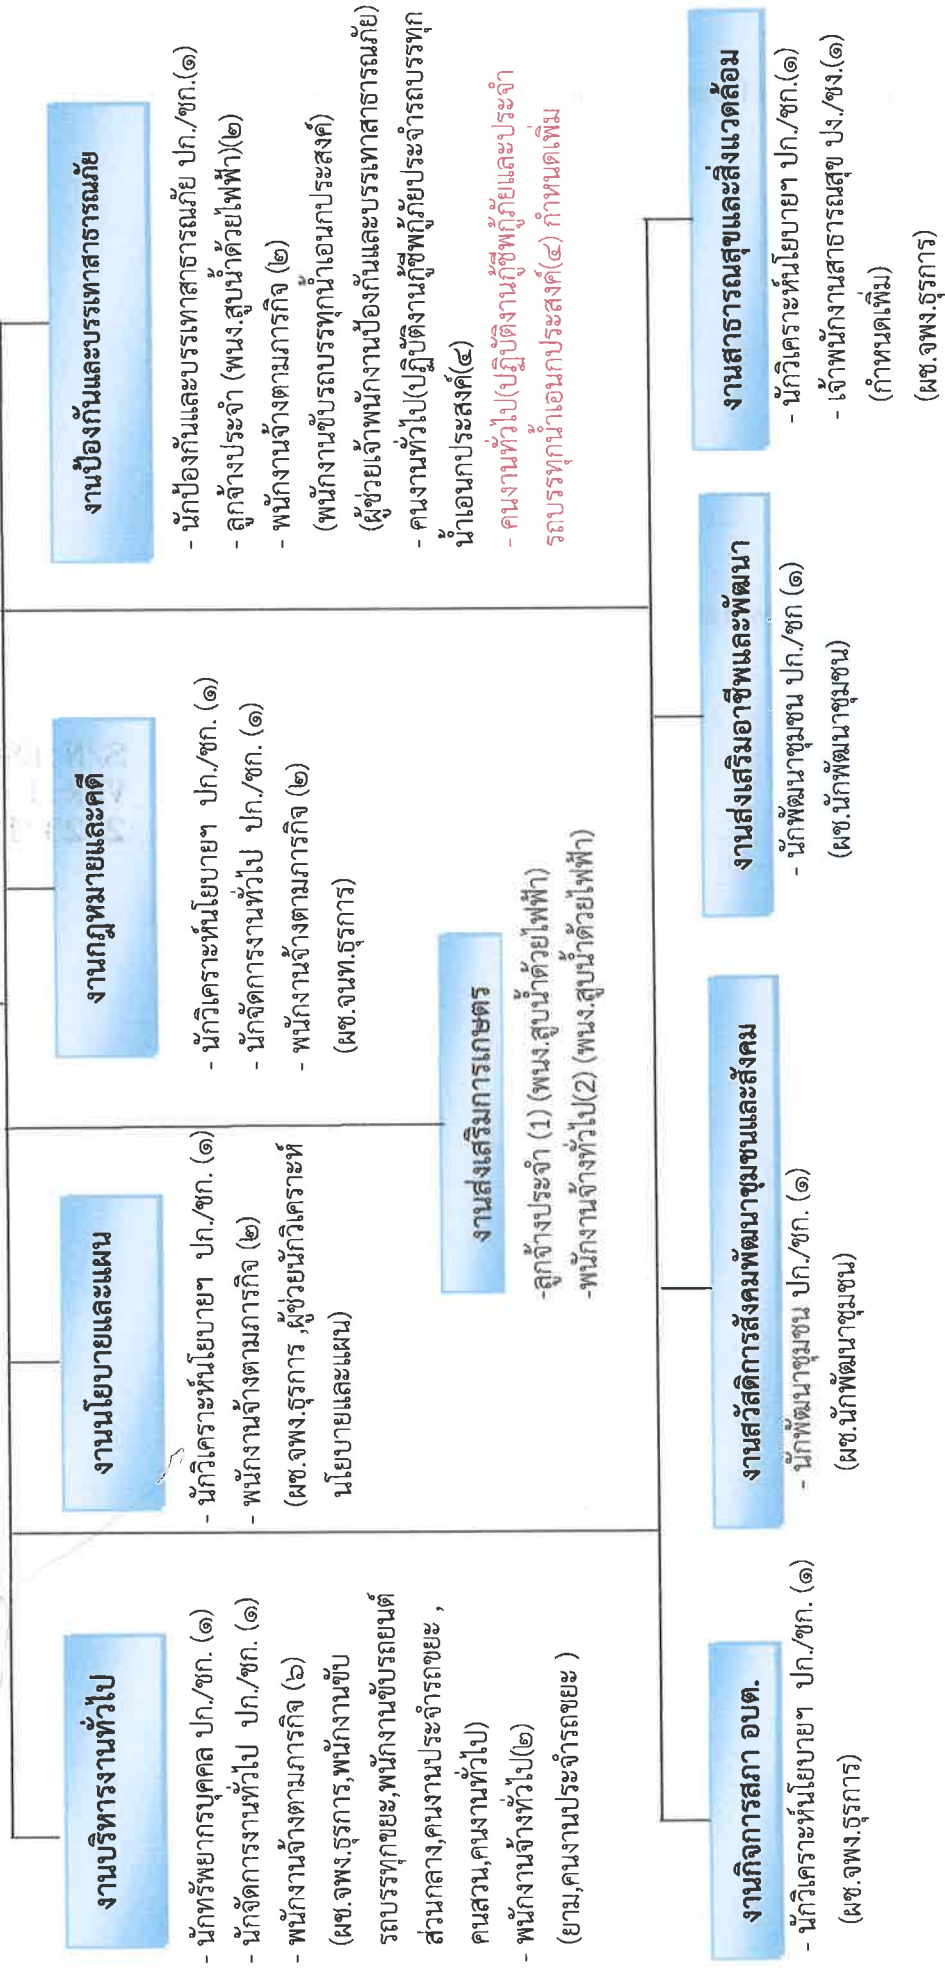 งานบริหารงานทั่วไป
- นักทรัพยากรบุคคล ปก./ชก. (๑)
- นักจัดการงานทั่วไป ปก./ชก. (๑)
- พนักงานจ้างตามภารกิจ (๖)
(ผช.จพง.ธุรการ,พนักงานขับ
รถบรรทุกขยะ,พนักงานขับรถยนต์
ส่วนกลาง,คนงานประจำรถขยะ ,
คนสวน,คนงานทั่วไป)
- พนักงานจ้างทั่วไป(๒)
(ยาม,คนงานประจำรถขยะ )
งานนโยบายและแผน
- นักวิเคราะห์นโยบายฯ ปก./ชก. (๑)
- พนักงานจ้างตามภารกิจ (๒)
(ผช.จพง.ธุรการ ,ผู้ช่วยนักวิเคราะห์
นโยบายและแผน)
งานกฎหมายและคดี
- นักวิเคราะห์นโยบายฯ ปก./ชก. (๑)
- นักจัดการงานทั่วไป ปก./ชก. (๑)
- พนักงานจ้างตามภารกิจ (๒)
(ผช.จนท.ธุรการ)
งานป้องกันและบรรเทาสาธารณภัย
- นักป้องกันและบรรเทาสาธารณภัย ปก./ชก.(๑)
- ลูกจ้างประจำ (พนง.สูบน้ำด้วยไฟฟ้า)(๒)
- พนักงานจ้างตามภารกิจ (๒)
(พนักงานขับรถบรรทุกน้ำเอนกประสงค์)
(ผู้ช่วยเจ้าพนักงานป้องกันและบรรเทาสาธารณภัย)
- คนงานทั่วไป(ปฏิบัติงานกู้ชีพกู้ภัยประจำรถบรรทุก
น้ำเอนกประสงค์(๔)
- คนงานทั่วไป(ปฏิบัติงานกู้ชีพกู้ภัยและประจำ
รถบรรทุกน้ำเอนกประสงค์(๔) กำหนดเพิ่ม
งานส่งเสริมการเกษตร
-ลูกจ้างประจำ (1) (พนง.สูบน้ำด้วยไฟฟ้า)
-พนักงานจ้างทั่วไป(2) (พนง.สูบน้ำด้วยไฟฟ้า)
งานกิจการสภา อบต.
- นักวิเคราะห์นโยบายฯ ปก./ชก. (๑)
(ผช.จพง.ธุรการ)
งานสวัสดิการสังคมพัฒนาชุมชนและสังคม
- นักพัฒนาชุมชน ปก./ชก. (๑)
(ผช.นักพัฒนาชุมชน)
งานส่งเสริมอาชีพและพัฒนา
- นักพัฒนาชุมชน ปก./ชก (๑)
(ผช.นักพัฒนาชุมชน)
งานสาธารณสุขและสิ่งแวดล้อม
- นักวิเคราะห์นโยบายฯ ปก./ชก.(๑)
- เจ้าพนักงานสาธารณสุข ปง./ชง.(๑)
(กำหนดเพิ่ม)
(ผช.จพง.ธุรการ)